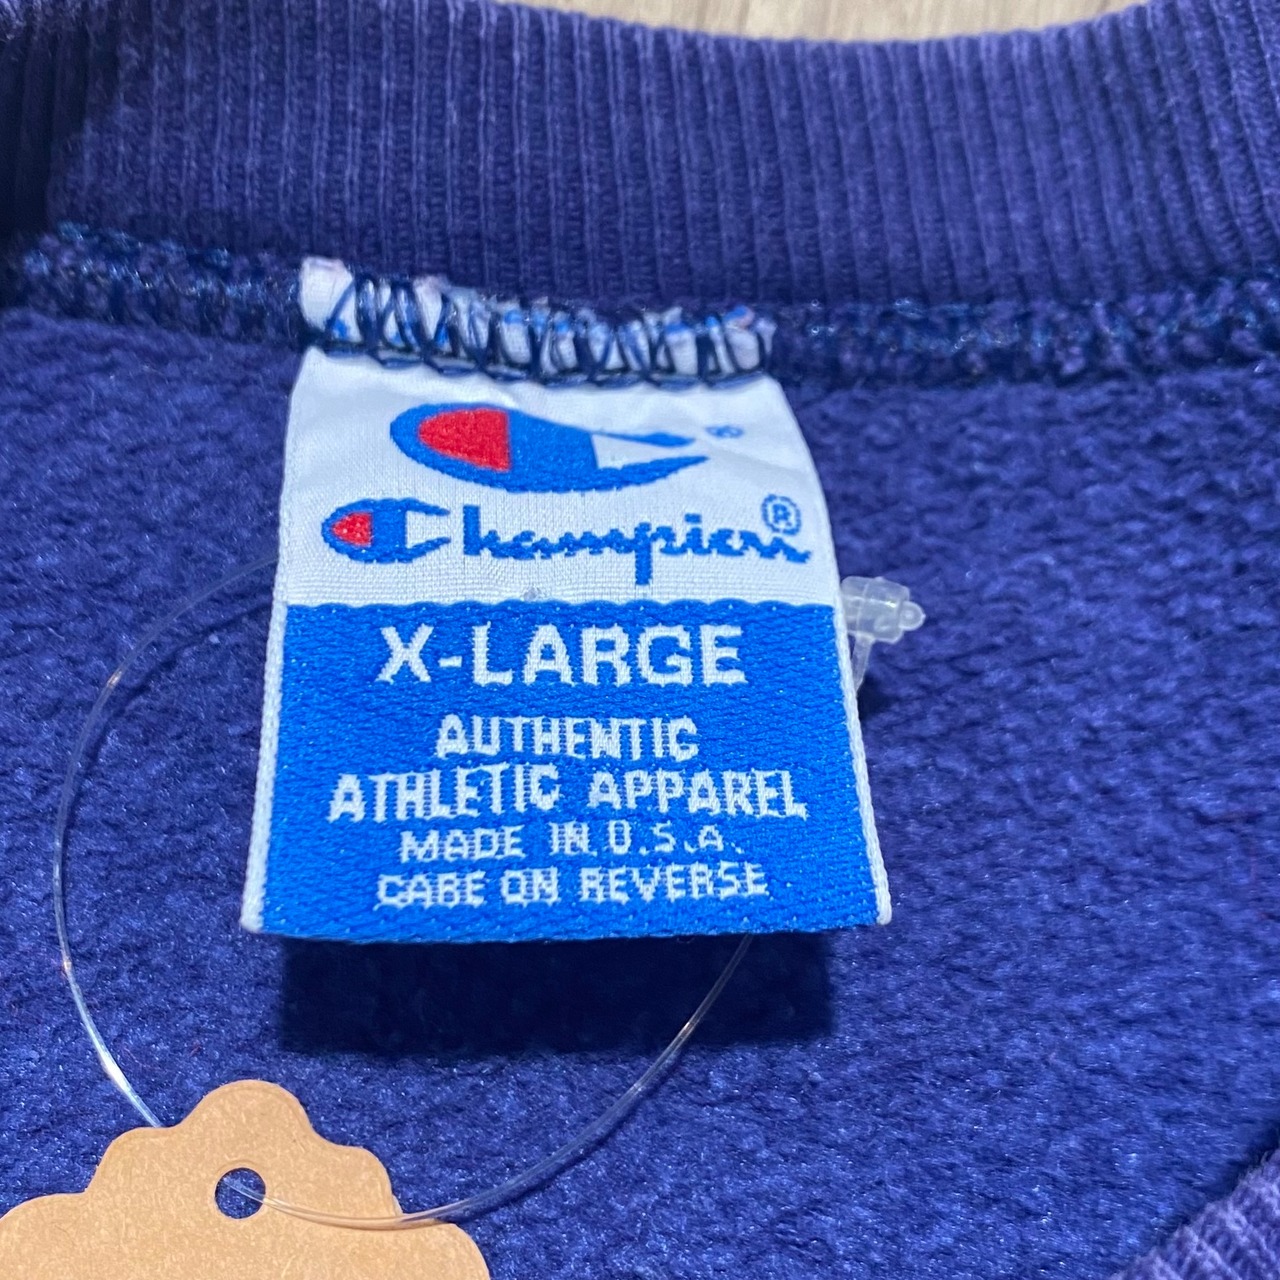 ®
Champion®
X-LARGE
AUTHENTIC
ATHLETIC APPAREL
MADE IN U.S.A.
CARE ON REVERSE